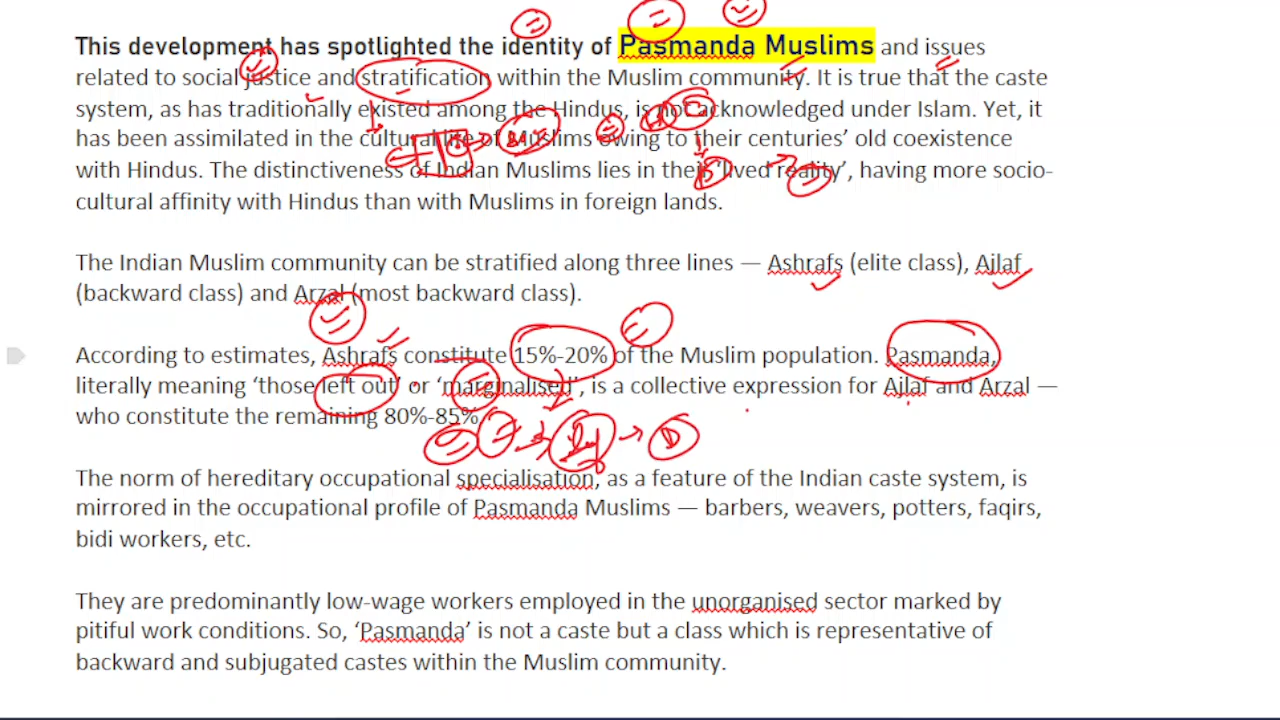 This development has spotlighted the identity of Pasmanda Muslims and issues
related to social justice and stratification within the Muslim community. It is true that the caste
system, as has traditionally existed among the Hindus, is not acknowledged under Islam. Yet, it
has been assimilated in the cultural life of Muslims owing to their centuries’ old coexistence
with Hindus. The distinctiveness of Indian Muslims lies in their ‘lived reality’, having more socio-
cultural affinity with Hindus than with Muslims in foreign lands.
The Indian Muslim community can be stratified along three lines — Ashrafs (elite class), Ajlaf
(backward class) and Arzal (most backward class).
According to estimates, Ashrafs constitute 15%-20% of the Muslim population. Pasmanda,
literally meaning ‘those left out’ or ‘marginalised’, is a collective expression for Ajlaf and Arzal —
who constitute the remaining 80%-85%.
The norm of hereditary occupational specialisation, as a feature of the Indian caste system, is
mirrored in the occupational profile of Pasmanda Muslims — barbers, weavers, potters, faqirs,
bidi workers, etc.
They are predominantly low-wage workers employed in the unorganised sector marked by
pitiful work conditions. So, ‘Pasmanda’ is not a caste but a class which is representative of
backward and subjugated castes within the Muslim community.